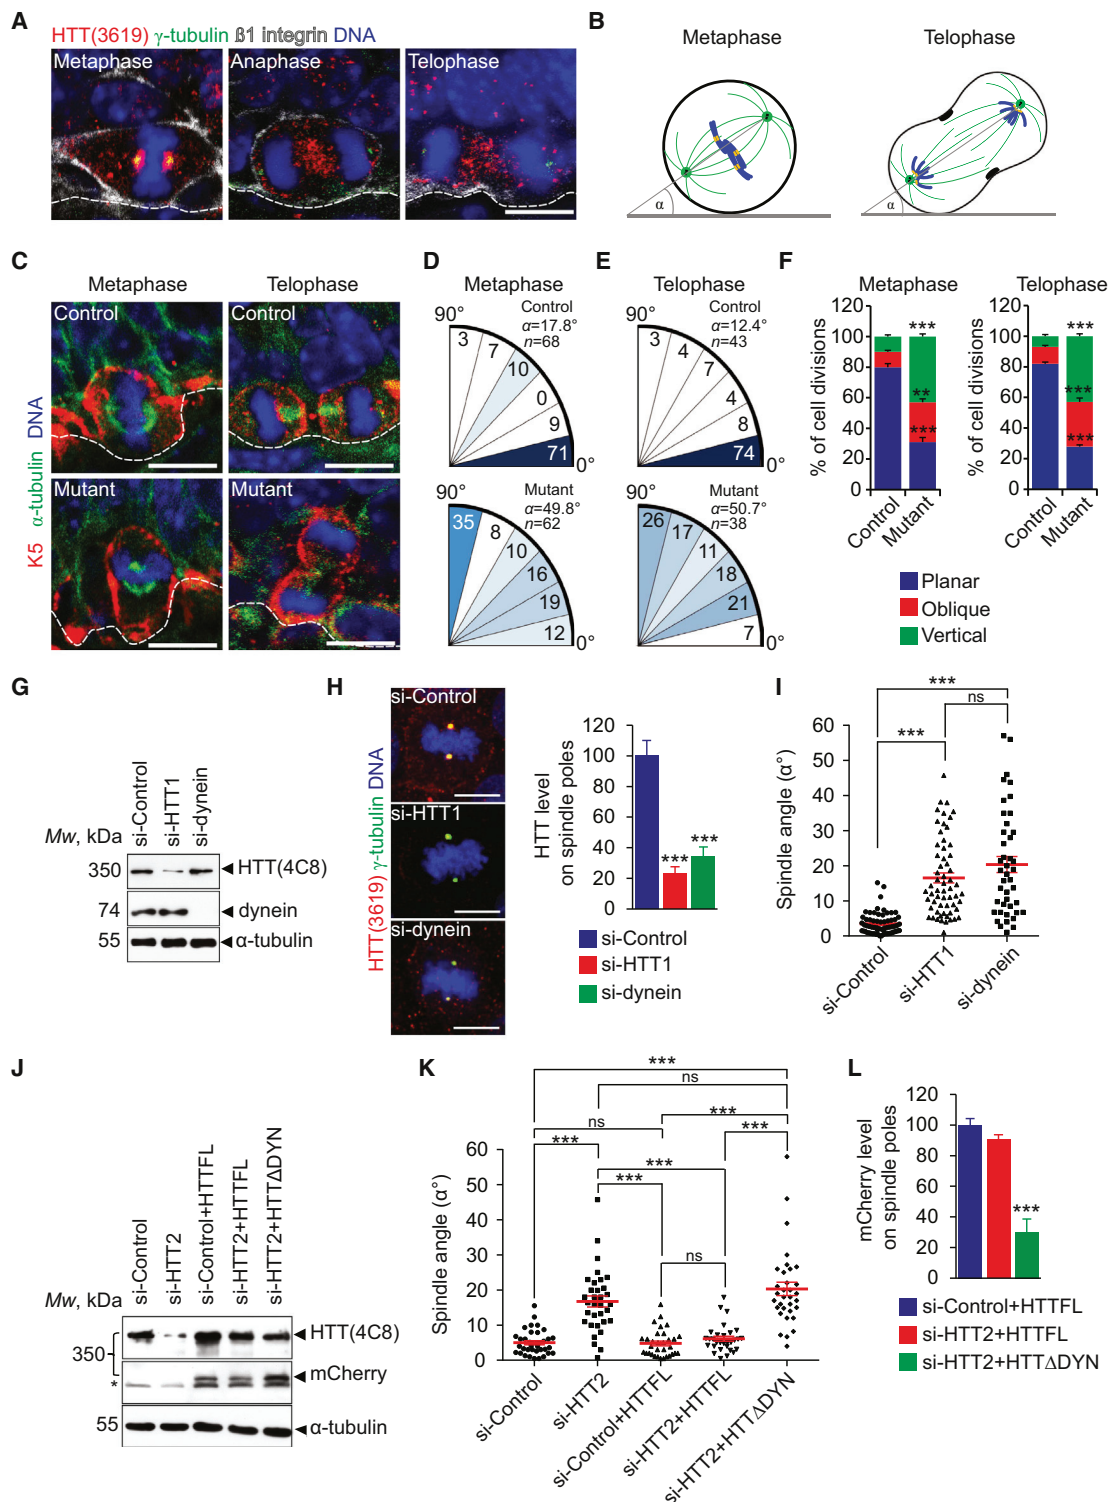 A
HTT(3619) γ-tubulin ß1 integrin DNA
Metaphase
Anaphase
Telophase
B
Metaphase
Telophase
α
α
C
Metaphase
Telophase
K5 α-tubulin DNA
Control
Control
Mutant
Mutant
D
Metaphase
90°
Control
α=17.8°
n=68
3
7
10
0
9
71
0°
90°
Mutant
α=49.8°
n=62
35
8
10
16
19
12
0°
E
Telophase
90°
Control
α=12.4°
n=43
3
4
7
4
8
74
0°
90°
Mutant
α=50.7°
n=38
26
17
11
18
21
7
0°
F
Metaphase
% of cell divisions
120
100
80
60
40
20
0
***
**
***
Control
Mutant
Telophase
% of cell divisions
120
100
80
60
40
20
0
***
***
***
Control
Mutant
Planar
Oblique
Vertical
G
si-Control
si-HTT1
si-dynein
Mw, kDa
350
HTT(4C8)
74
dynein
55
α-tubulin
H
HTT(3619) γ-tubulin DNA
si-Control
si-HTT1
si-dynein
HTT level
on spindle poles
120
100
80
60
40
20
0
***
***
si-Control
si-HTT1
si-dynein
I
Spindle angle (α°)
60
50
40
30
20
10
0
***
ns
***
si-Control
si-HTT1
si-dynein
J
si-Control
si-HTT2
si-Control+HTTFL
si-HTT2+HTTFL
si-HTT2+HTTΔDYN
Mw, kDa
350
HTT(4C8)
mCherry
*
55
α-tubulin
K
Spindle angle (α°)
60
50
40
30
20
10
0
***
ns
***
ns
***
***
***
***
ns
si-Control
si-HTT2
si-Control+HTTFL
si-HTT2+HTTFL
si-HTT2+HTTΔDYN
L
mCherry level
on spindle poles
120
100
80
60
40
20
0
***
si-Control+HTTFL
si-HTT2+HTTFL
si-HTT2+HTTΔDYN